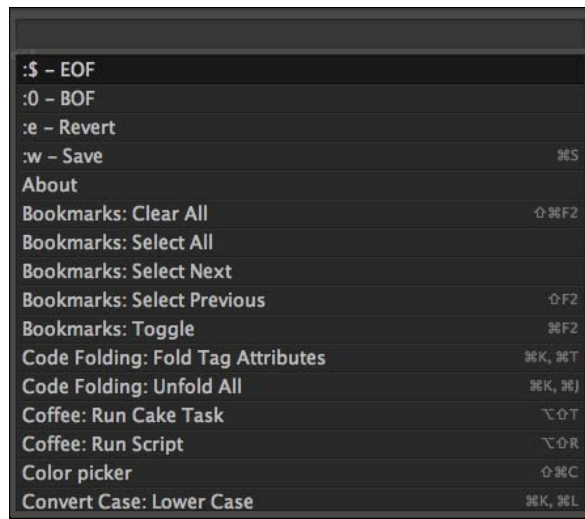 :$ – EOF
:0 – BOF
:e – Revert
:w – Save ⌘S
About
Bookmarks: Clear All ⇧⌘F2
Bookmarks: Select All
Bookmarks: Select Next
Bookmarks: Select Previous ⇧F2
Bookmarks: Toggle ⌘F2
Code Folding: Fold Tag Attributes ⌘K, ⌘T
Code Folding: Unfold All ⌘K, ⌘J
Coffee: Run Cake Task ⌥⇧T
Coffee: Run Script ⌥⇧R
Color picker ⇧⌘C
Convert Case: Lower Case ⌘K, ⌘L